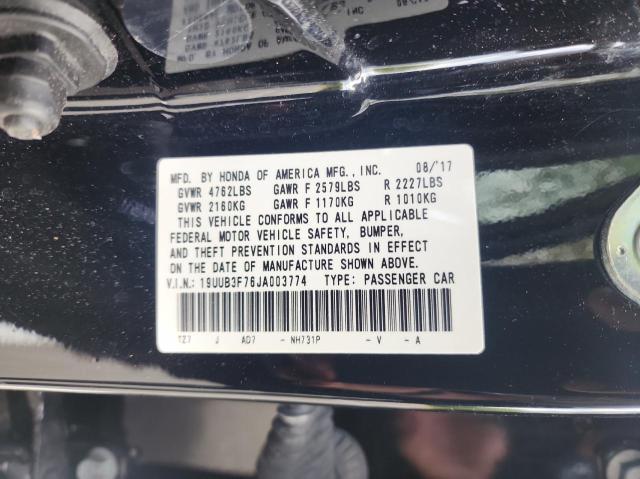 MFD. BY HONDA OF AMERICA MFG., INC. 08/'17
GVWR 4762LBS GAWR F 2579LBS R 2227LBS
GVWR 2160KG GAWR F 1170KG R 1010KG
THIS VEHICLE CONFORMS TO ALL APPLICABLE
FEDERAL MOTOR VEHICLE SAFETY, BUMPER,
AND THEFT PREVENTION STANDARDS IN EFFECT
ON THE DATE OF MANUFACTURE SHOWN ABOVE.
V.I.N.: 19UUB3F76JA003774 TYPE: PASSENGER CAR
TZ7 J AD7 - NH731P - V - A